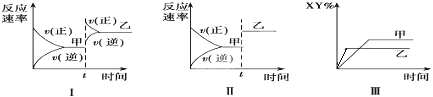 反应
速率
v(正)
甲
v(逆)
v(正)
乙
v(逆)
t
时间
Ⅰ
反应
速率
v(正)
甲
v(逆)
乙
t
时间
Ⅱ
XY%
甲
乙
时间
Ⅲ